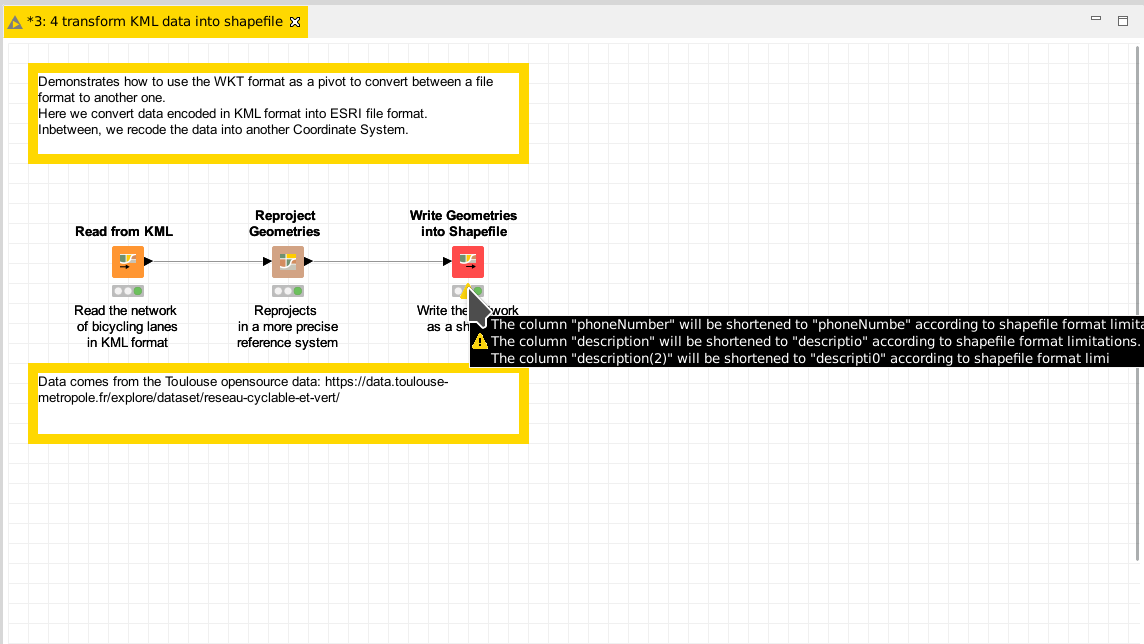 *3: 4 transform KML data into shapefile
Demonstrates how to use the WKT format as a pivot to convert between a file
format to another one.
Here we convert data encoded in KML format into ESRI file format.
Inbetween, we recode the data into another Coordinate System.
Read from KML
Reproject
Geometries
Write Geometries
into Shapefile
Read the network
of bicycling lanes
in KML format
Reprojects
in a more precise
reference system
Write the
as a
The column "phoneNumber" will be shortened to "phoneNumbe" according to shapefile format
The column "description" will be shortened to "descriptio" according to shapefile format limitations.
The column "description(2)" will be shortened to "descripti0" according to shapefile format limi
Data comes from the Toulouse opensource data: https://data.toulouse-
metropole.fr/explore/dataset/reseau-cyclable-et-vert/